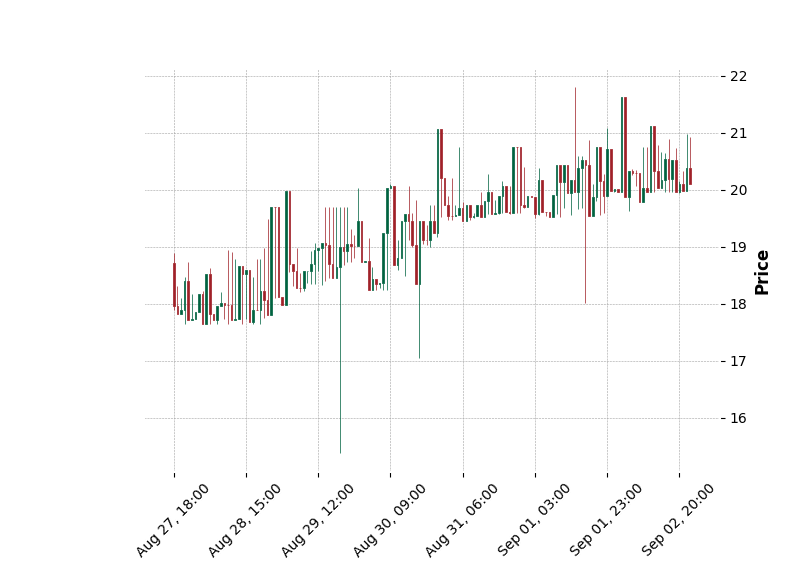 22
21
20
19
18
17
16
Price
Aug 27, 18:00
Aug 28, 15:00
Aug 29, 12:00
Aug 30, 09:00
Aug 31, 06:00
Sep 01, 03:00
Sep 01, 23:00
Sep 02, 20:00